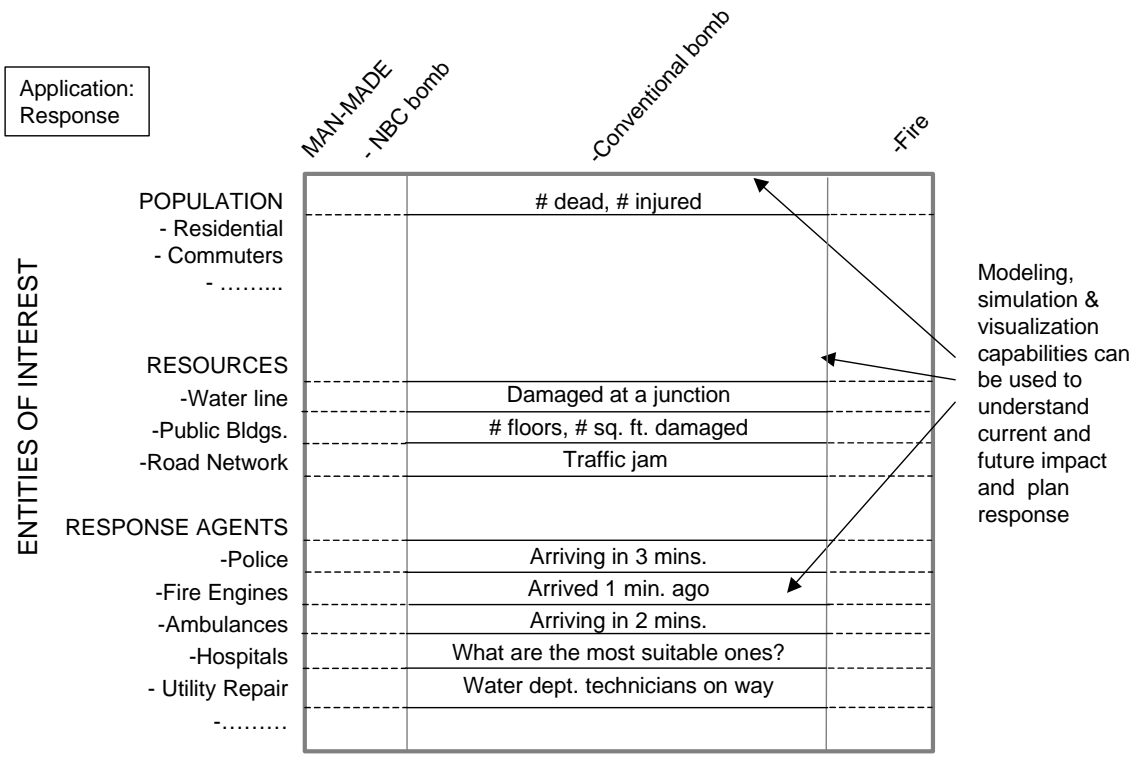 Application:
Response
MAN-MADE
- NBC bomb
-Conventional bomb
-Fire
ENTITIES OF INTEREST
POPULATION
# dead, # injured
- Residential
- Commuters
- ……...
RESOURCES
-Water line
Damaged at a junction
-Public Bldgs.
# floors, # sq. ft. damaged
-Road Network
Traffic jam
RESPONSE AGENTS
-Police
Arriving in 3 mins.
-Fire Engines
Arrived 1 min. ago
-Ambulances
Arriving in 2 mins.
-Hospitals
What are the most suitable ones?
- Utility Repair
Water dept. technicians on way
-………
Modeling,
simulation &
visualization
capabilities can
be used to
understand
current and
future impact
and plan
response